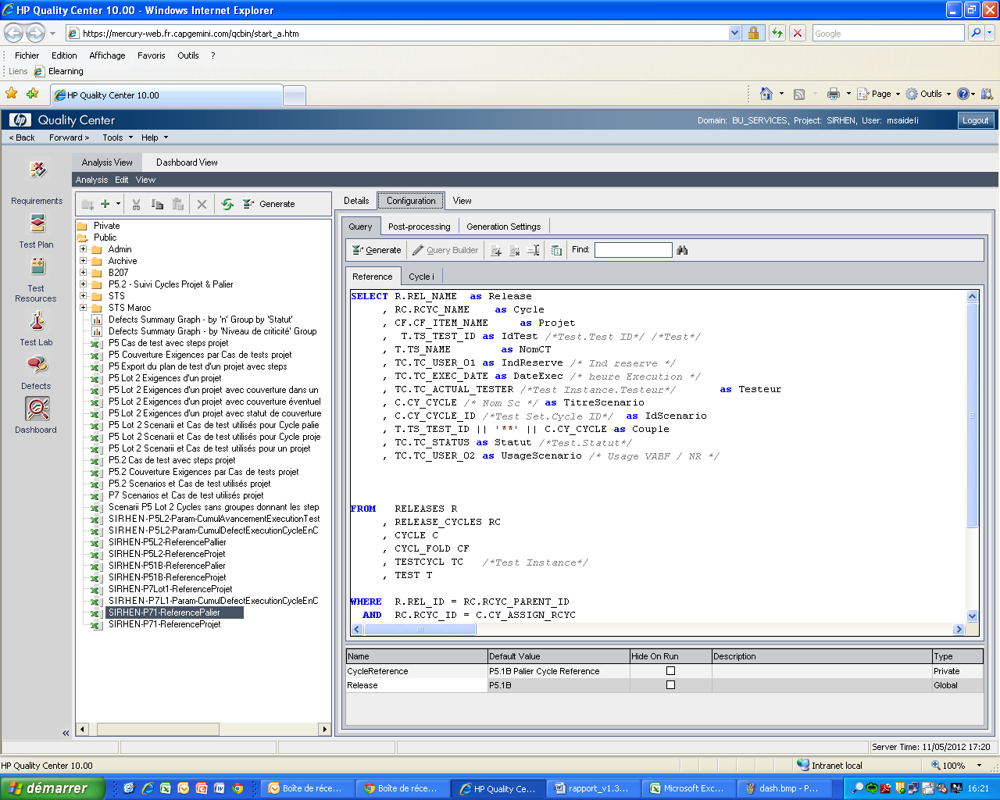 HP Quality Center 10.00 - Windows Internet Explorer
https://mercury-web.fr.capgemini.com/qcbin/start_a.htm
Google
Fichier Edition Affichage Favoris Outils ?
Liens Elearning
HP Quality Center 10.00
Page Outils
hp Quality Center
Domain: BU_SERVICES, Project: SIRHEN, User: msaideli
Logout
< Back Forward > Tools Help
Analysis View Dashboard View
Analysis Edit View
Requirements
Test Plan
Test Resources
Test Lab
Defects
Dashboard
Generate
Private
Public
Admin
Archive
B207
P5.2 - Suivi Cycles Projet & Palier
STS
STS Maroc
Defects Summary Graph - by 'n' Group by 'Statut'
Defects Summary Graph - by 'Niveau de criticité' Group
P5 Cas de test avec steps projet
P5 Couverture Exigences par Cas de tests projet
P5 Export du plan de test d'un projet avec steps
P5 Lot 2 Exigences d'un projet
P5 Lot 2 Exigences d'un projet avec couverture dans un
P5 Lot 2 Exigences d'un projet avec couverture éventuel
P5 Lot 2 Exigences d'un projet avec statut de couverture
P5 Lot 2 Scenarii et Cas de test utilisés pour Cycle palie
P5 Lot 2 Scenarii et Cas de test utilisés pour Cycle proje
P5 Lot 2 Scenarii et Cas de test utilisés pour un projet
P5.2 Cas de test avec steps projet
P5.2 Couverture Exigences par Cas de tests projet
P5.2 Scenarios et Cas de test utilisés projet
P7 Scenarios et Cas de test utilisés projet
Scenarii P5 Lot 2 Cycles sans groupes donnant les step
SIRHEN-P5L2-Param-CumulAvancementExecutionTest
SIRHEN-P5L2-Param-CumulDefectExecutionCycleEnC
SIRHEN-P5L2-ReferencePallier
SIRHEN-P5L2-ReferenceProjet
SIRHEN-P51B-ReferencePalier
SIRHEN-P51B-ReferenceProjet
SIRHEN-P7Lot1-ReferenceProjet
SIRHEN-P7L1-Param-CumulDefectExecutionCycleEnC
SIRHEN-P71-ReferencePalier
SIRHEN-P71-ReferenceProjet
Details Configuration View
Query Post-processing Generation Settings
Generate Query Builder Find:
Reference Cycle i
SELECT R.REL_NAME as Release
, RC.RCYC_NAME as Cycle
, CF.CF_ITEM_NAME as Projet
, T.TS_TEST_ID as IdTest /*Test.Test ID*/ /*Test*/
, T.TS_NAME as NomCT
, TC.TC_USER_01 as IndReserve /* Ind reserve */
, TC.TC_EXEC_DATE as DateExec /* heure Execution */
, TC.TC_ACTUAL_TESTER /*Test Instance.Testeur*/ as Testeur
, C.CY_CYCLE /* Nom Sc */ as TitreScenario
, C.CY_CYCLE_ID /*Test Set.Cycle ID*/ as IdScenario
, T.TS_TEST_ID || '**' || C.CY_CYCLE as Couple
, TC.TC_STATUS as Statut /*Test.Statut*/
, TC.TC_USER_02 as UsageScenario /* Usage VABF / NR */
FROM RELEASES R
, RELEASE_CYCLES RC
, CYCLE C
, CYCL_FOLD CF
, TESTCYCL TC /*Test Instance*/
, TEST T
WHERE R.REL_ID = RC.RCYC_PARENT_ID
AND RC.RCYC_ID = C.CY_ASSIGN_RCYC
Name Default Value Hide On Run Description Type
CycleReference P5.1B Palier Cycle Reference Private
Release P5.1B Global
Server Time: 11/05/2012 17:20
HP Quality Center 10.00
Intranet local
100%
démarrer
Boîte de réce...
Boîte de réce...
HP Quality Ce...
rapport_v1.3...
Microsoft Exc...
dash.bmp - P...
16:21